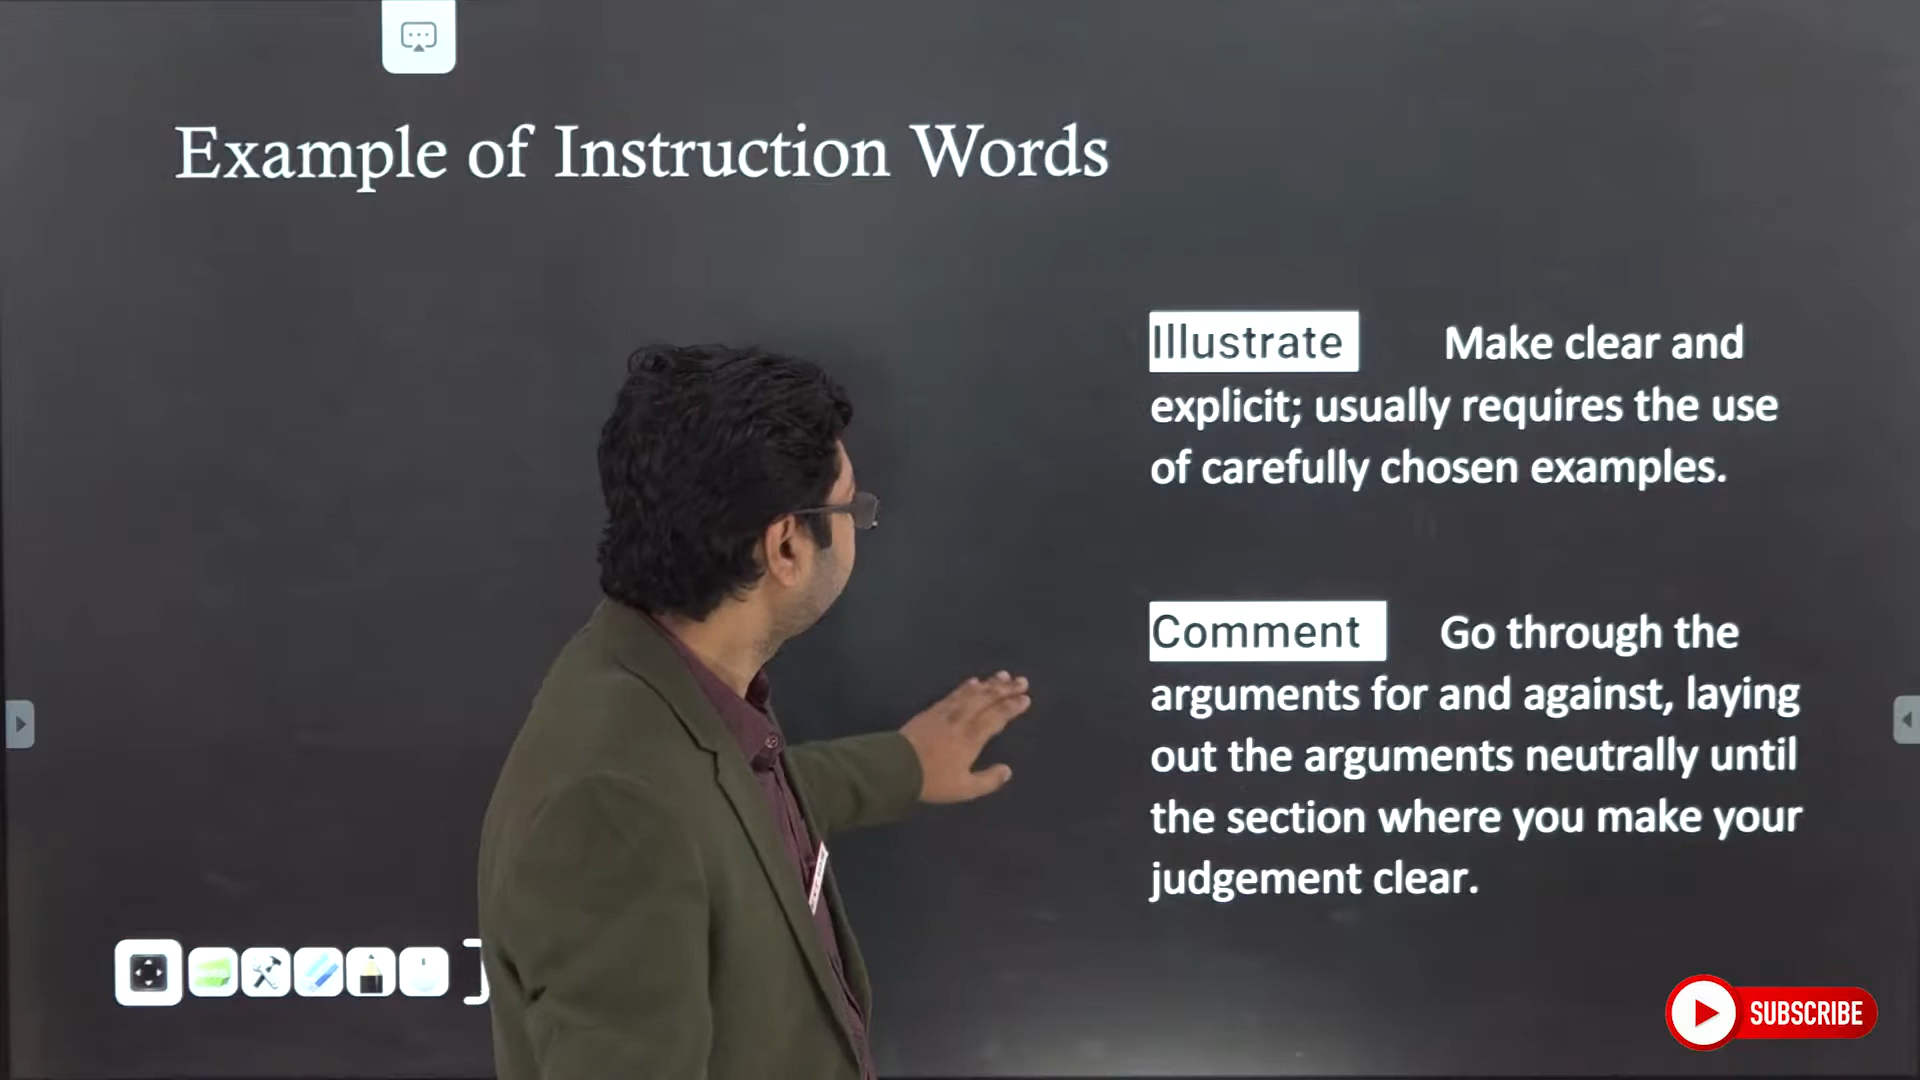 Example of Instruction Words
Illustrate Make clear and
explicit; usually requires the use
of carefully chosen examples.
Comment Go through the
arguments for and against, laying
out the arguments neutrally until
the section where you make your
judgement clear.
SUBSCRIBE